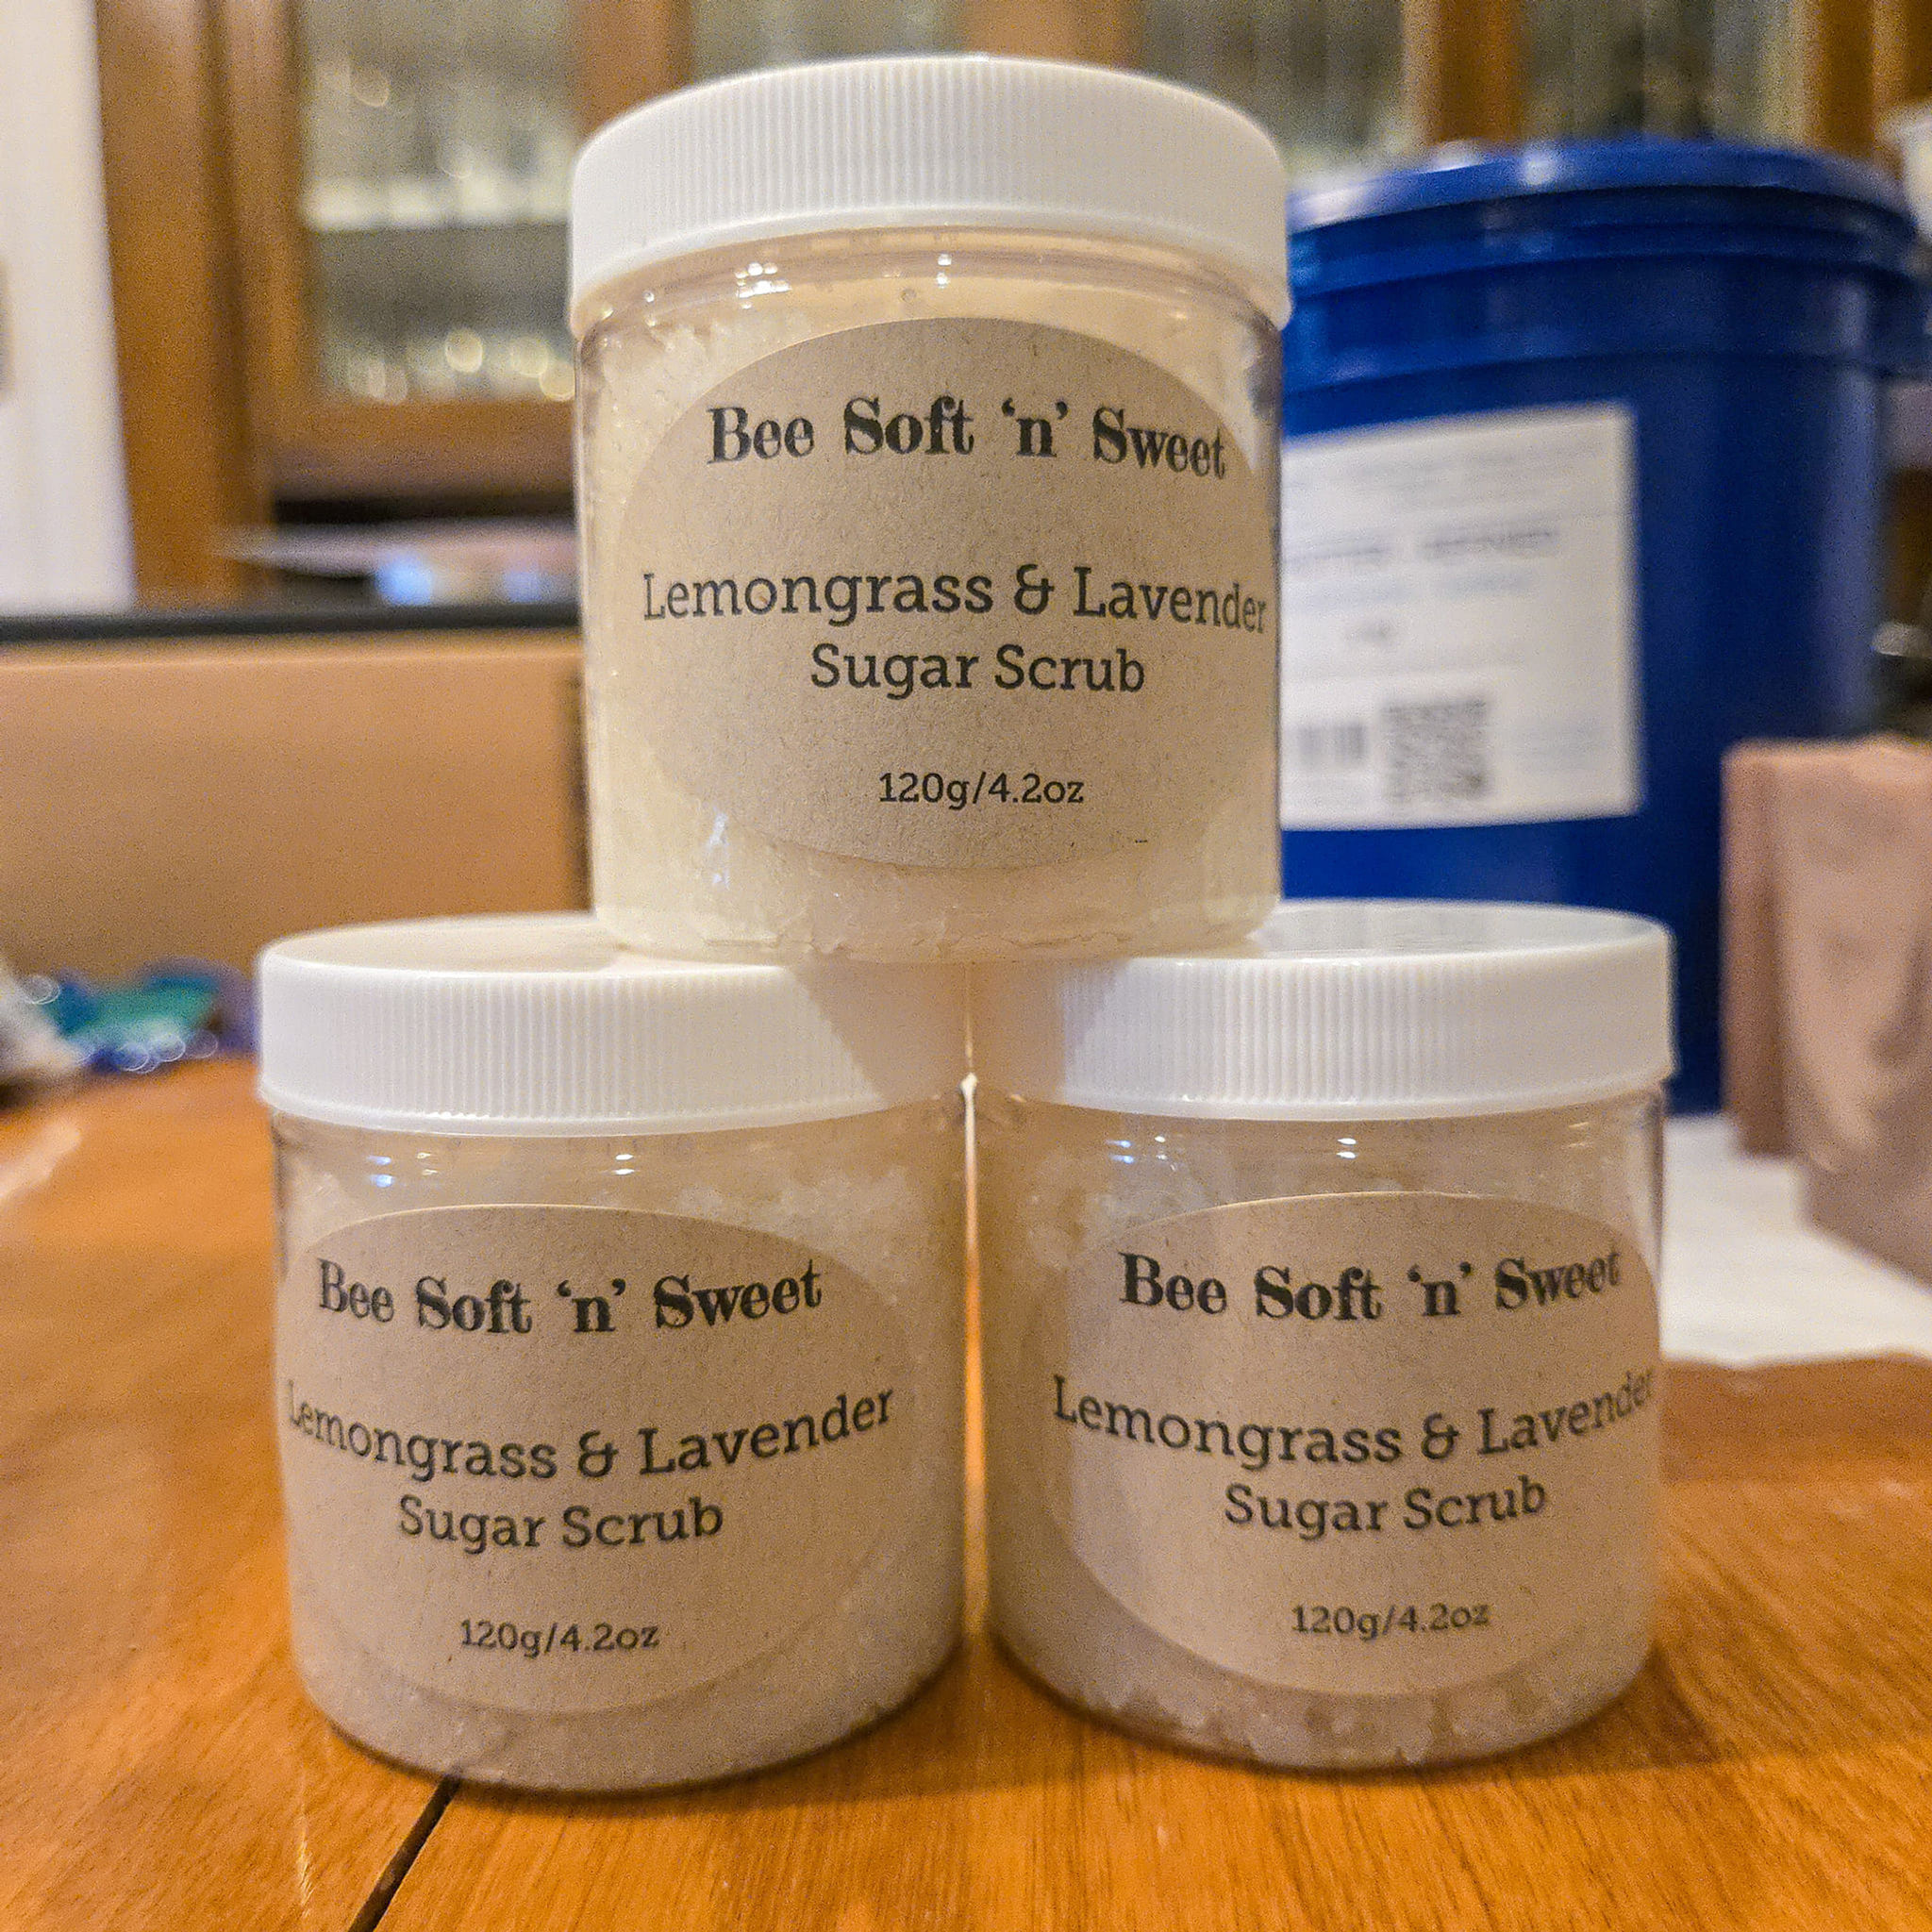 Bee Soft ‘n’ Sweet
Lemongrass & Lavender
Sugar Scrub
120g/4.2oz
Bee Soft ‘n’ Sweet
Lemongrass & Lavender
Sugar Scrub
120g/4.2oz
Bee Soft ‘n’ Sweet
Lemongrass & Lavender
Sugar Scrub
120g/4.2oz